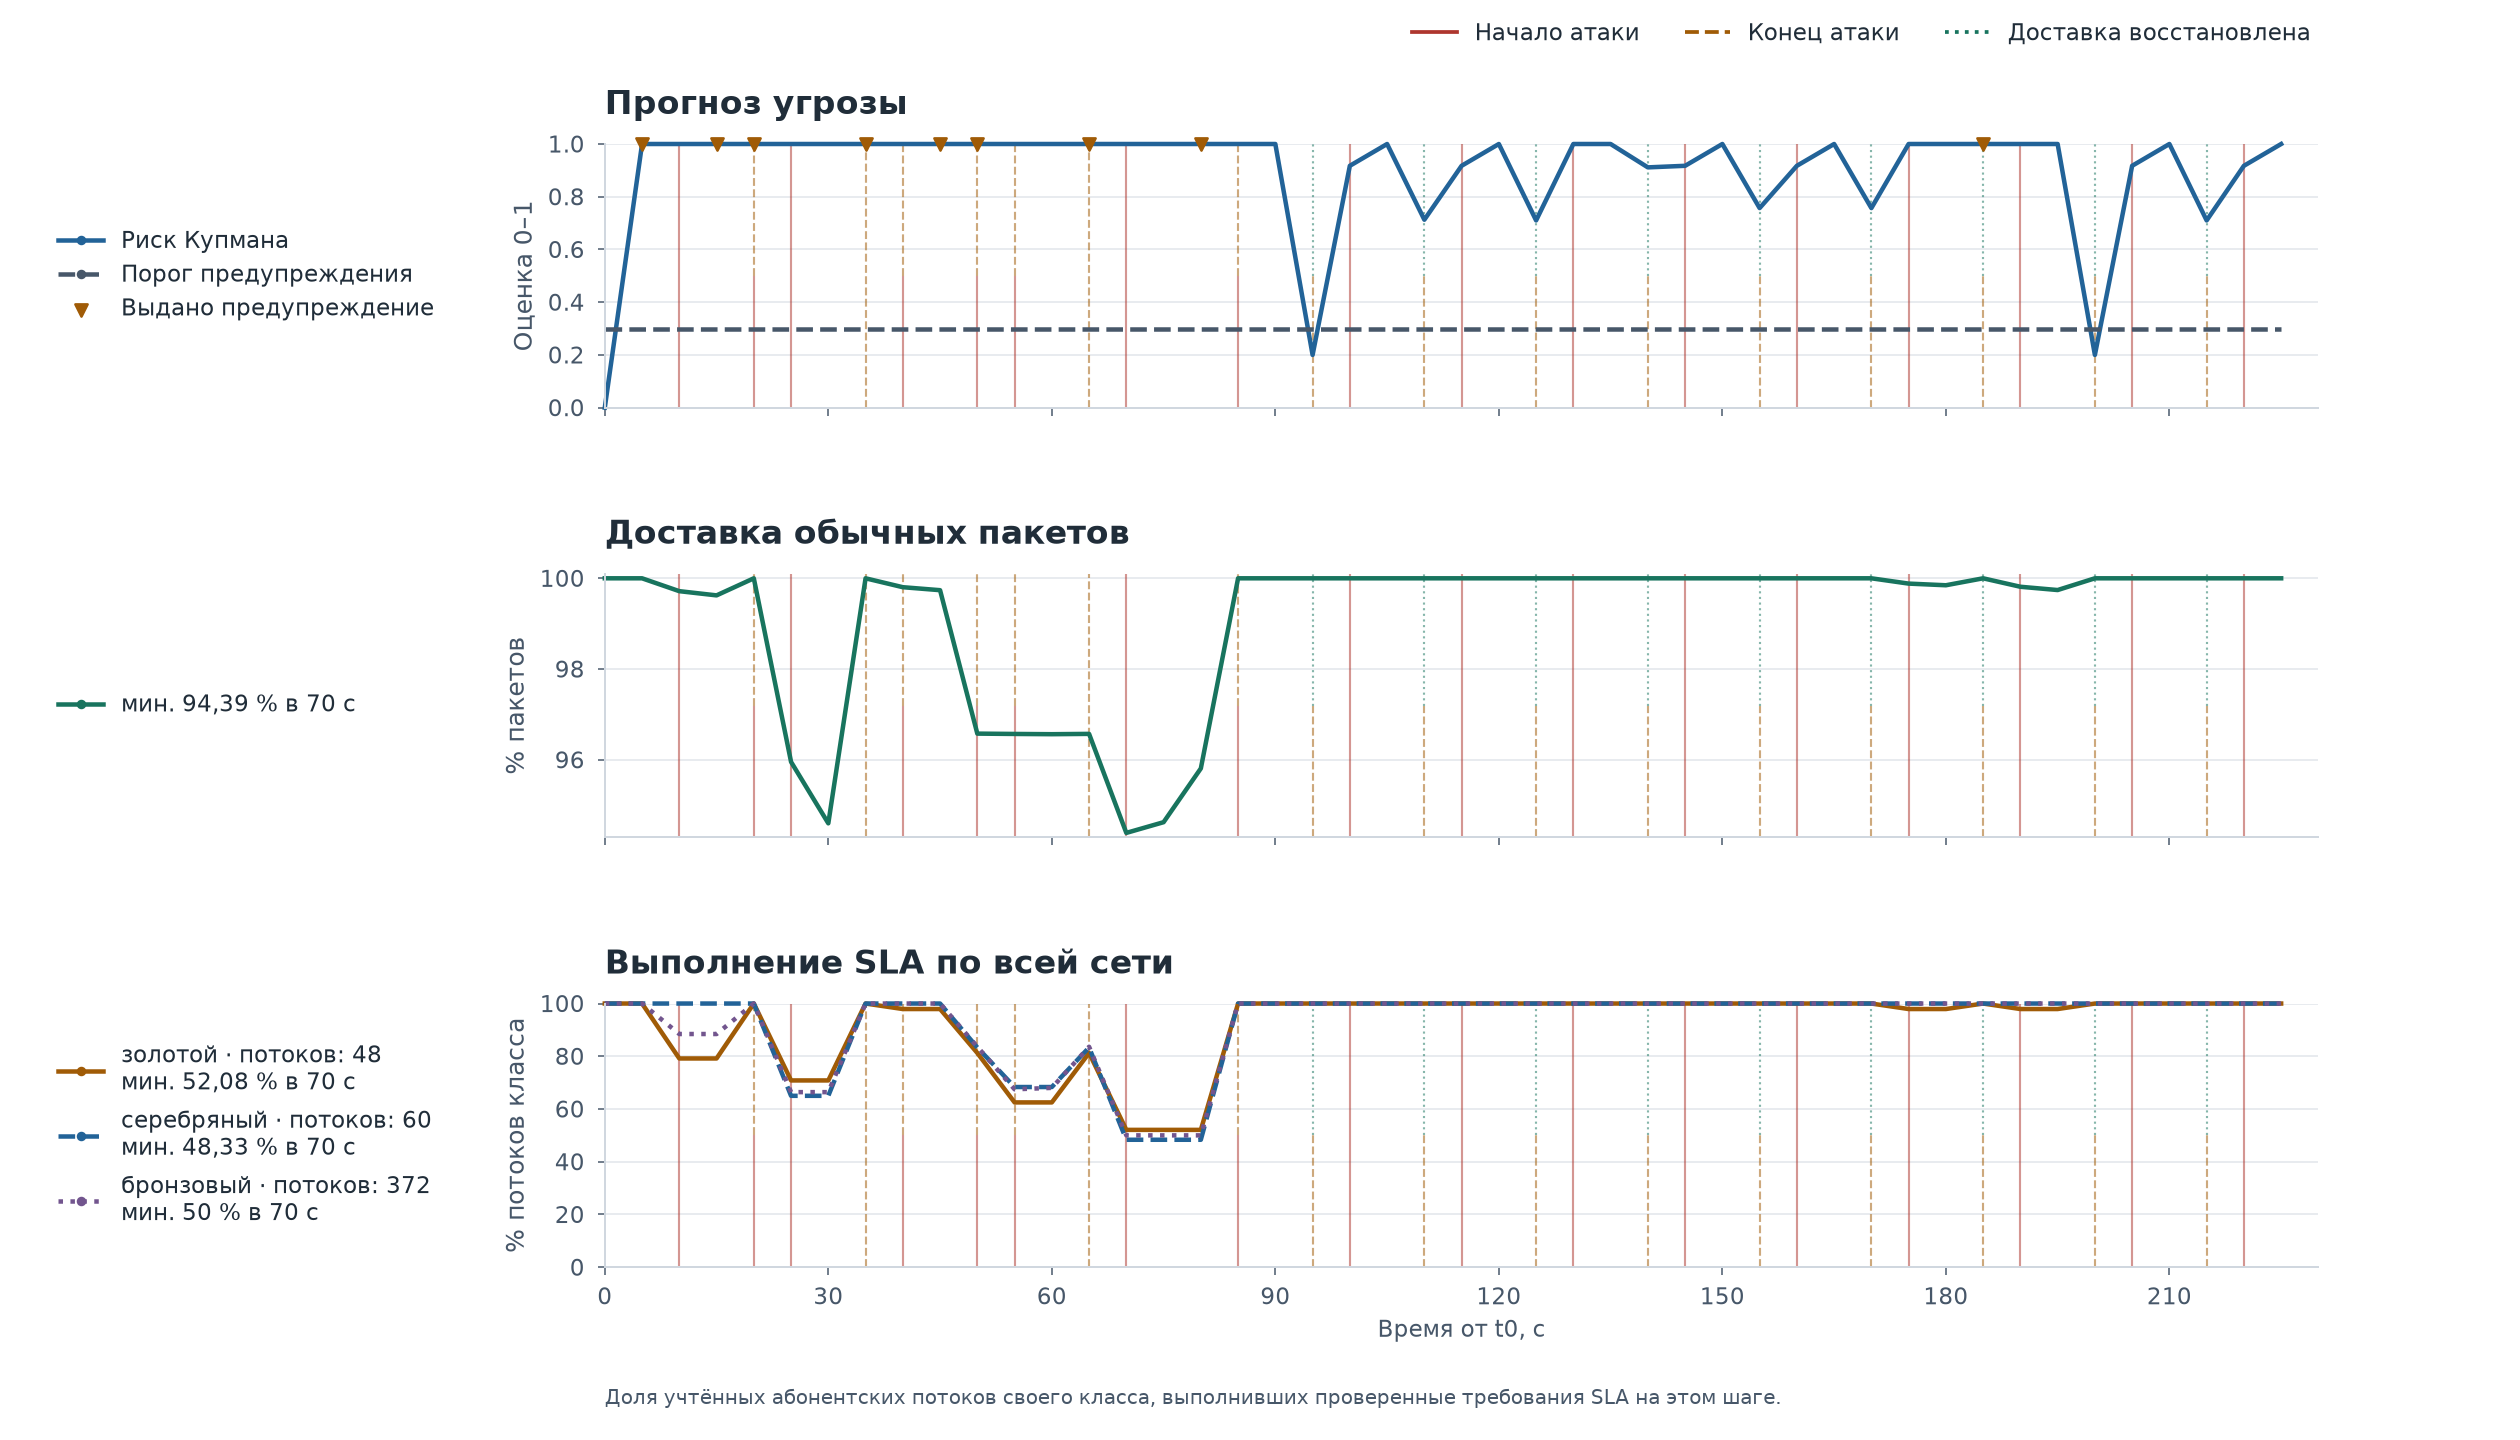 Начало атаки
Конец атаки
Доставка восстановлена
Прогноз угрозы
Риск Купмана
Порог предупреждения
Выдано предупреждение
Оценка 0–1
1.0
0.8
0.6
0.4
0.2
0.0
Доставка обычных пакетов
мин. 94,39 % в 70 с
% пакетов
100
98
96
Выполнение SLA по всей сети
золотой · потоков: 48
мин. 52,08 % в 70 с
серебряный · потоков: 60
мин. 48,33 % в 70 с
бронзовый · потоков: 372
мин. 50 % в 70 с
% потоков класса
100
80
60
40
20
0
0 30 60 90 120 150 180 210
Время от t0, с
Доля учтённых абонентских потоков своего класса, выполнивших проверенные требования SLA на этом шаге.